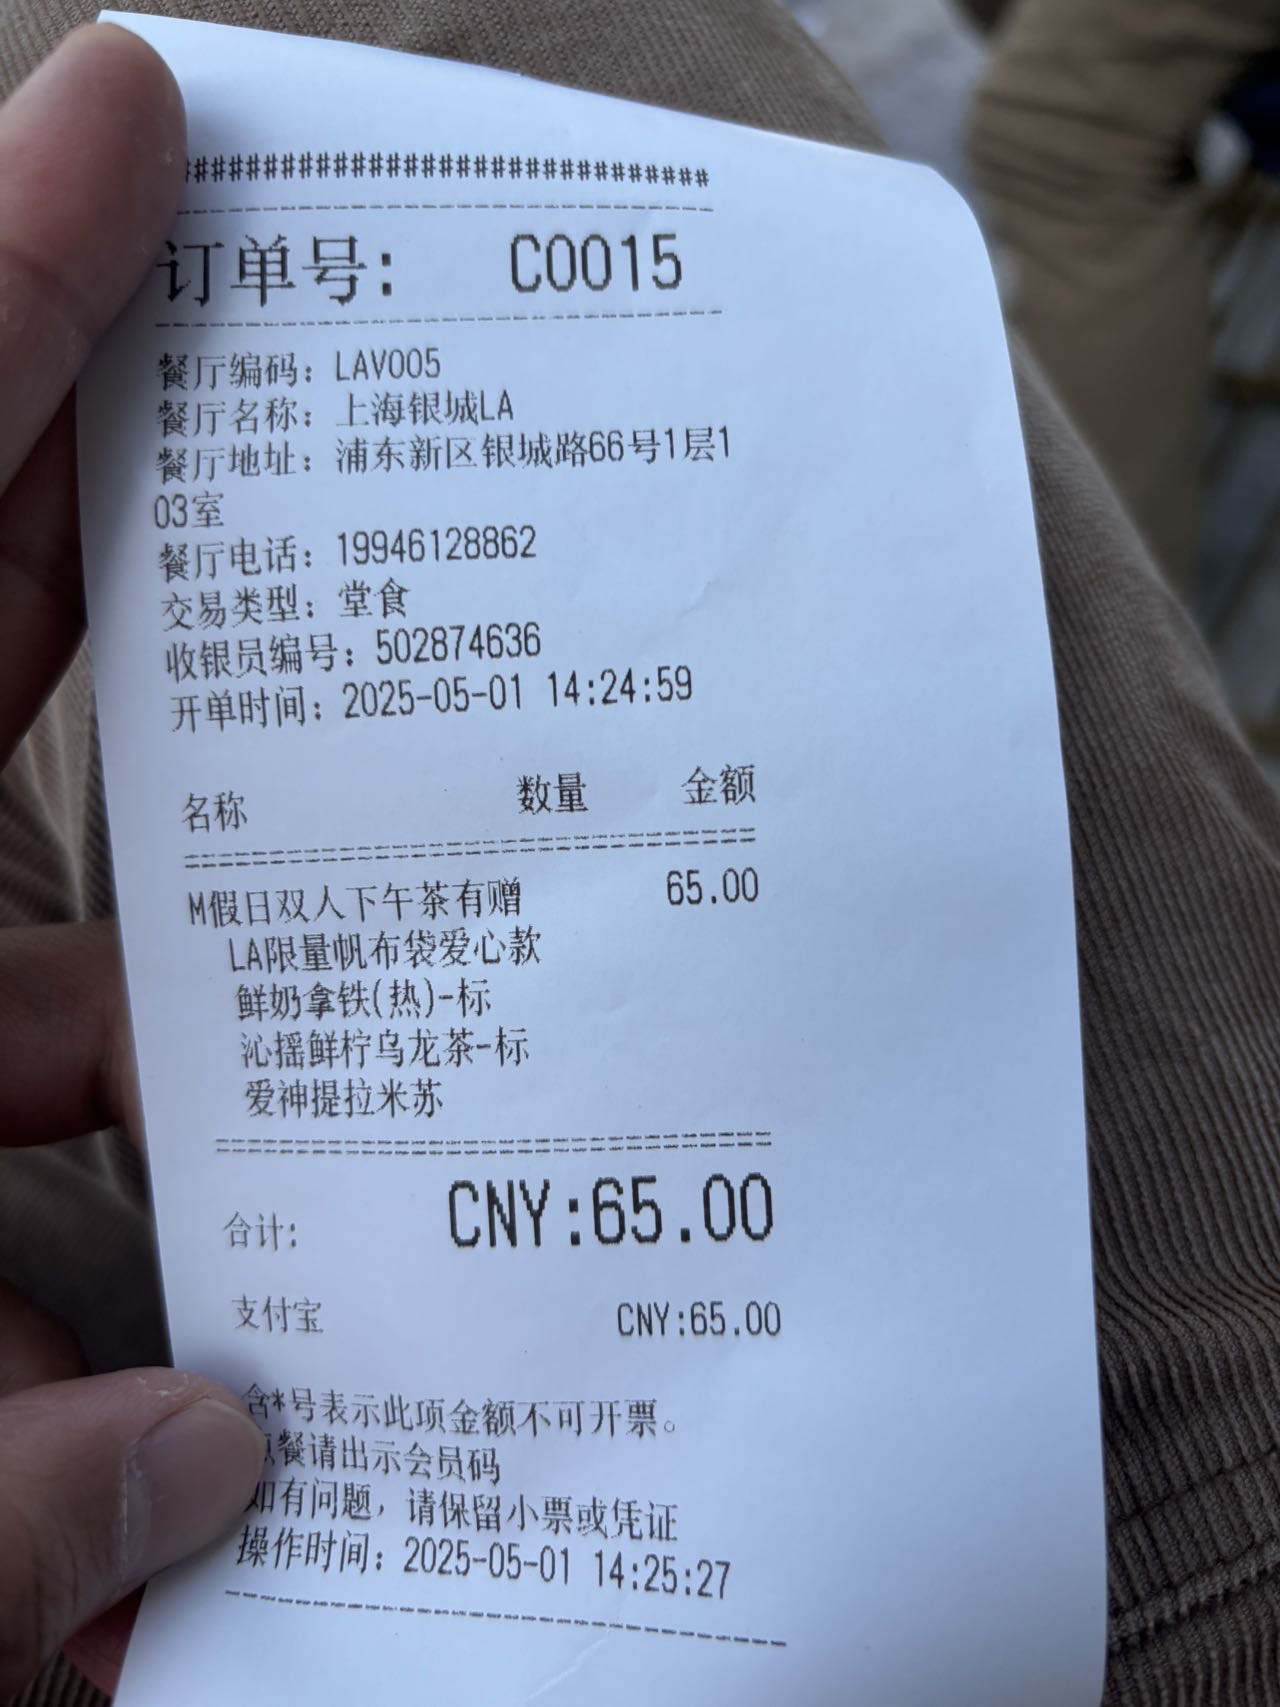 ################################
订单号： C0015
餐厅编码：LAV005
餐厅名称：上海银城LA
餐厅地址：浦东新区银城路66号1层1
03室
餐厅电话：19946128862
交易类型：堂食
收银员编号：502874636
开单时间：2025-05-01 14:24:59
名称 数量 金额
M假日双人下午茶有赠 65.00
LA限量帆布袋爱心款
鲜奶拿铁(热)-标
沁摇鲜柠乌龙茶-标
爱神提拉米苏
合计： CNY:65.00
支付宝 CNY:65.00
含*号表示此项金额不可开票。
点餐请出示会员码
如有问题，请保留小票或凭证
操作时间：2025-05-01 14:25:27